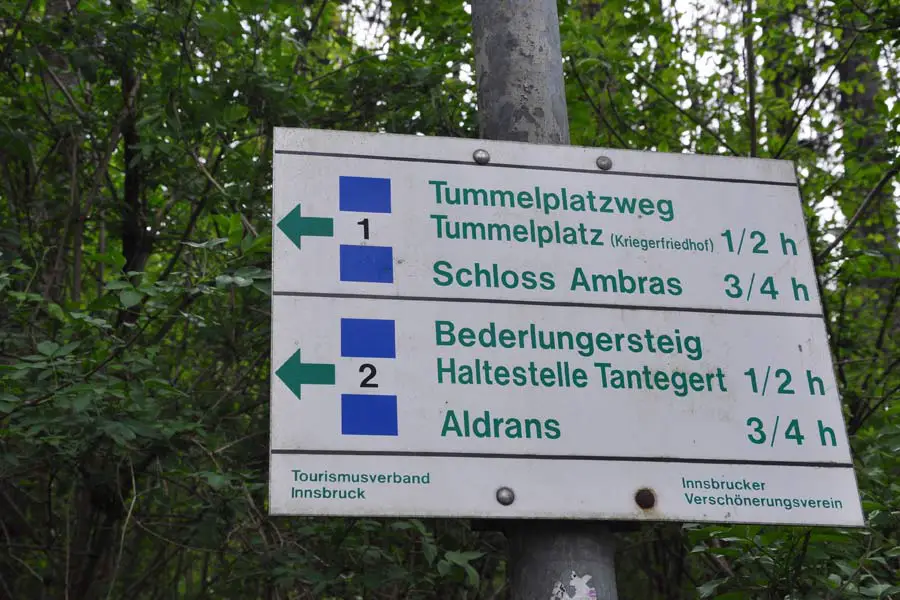 1
Tummelplatzweg
Tummelplatz (Kriegerfriedhof) 1/2 h
Schloss Ambras 3/4 h
2
Bederlungersteig
Haltestelle Tantegert 1/2 h
Aldrans 3/4 h
Tourismusverband
Innsbruck
Innsbrucker
Verschönerungsverein